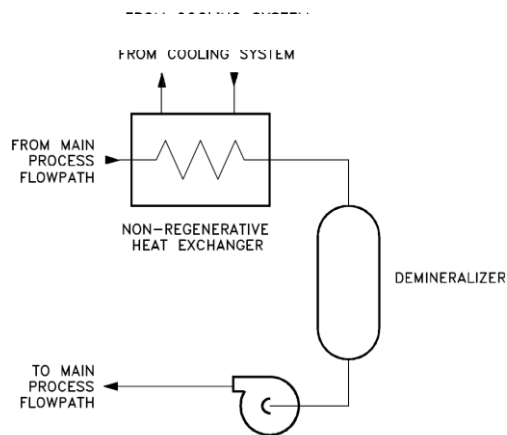 FROM COOLING SYSTEM
FROM MAIN
PROCESS
FLOWPATH
NON-REGENERATIVE
HEAT EXCHANGER
DEMINERALIZER
TO MAIN
PROCESS
FLOWPATH